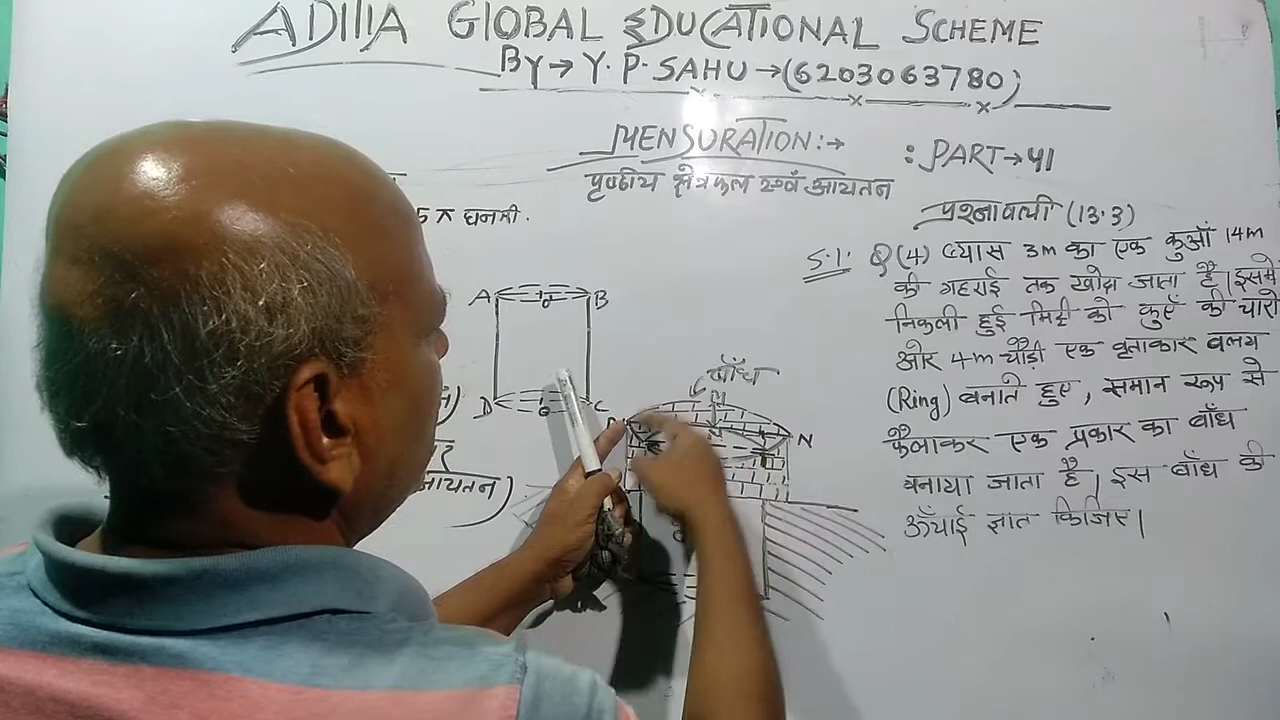 ADITIA GLOBAL EDUCATIONAL SCHEME
By → Y. P. SAHU → (6203063780)
MENSURATION :→
: PART → 41
पृष्ठीय क्षेत्रफल एवं आयतन
5 π घनमी.
प्रश्नावली (13.3)
S.1. Q(4) व्यास 3m का एक कुआँ 14m
की गहराई तक खोदा जाता है। इससे
निकली हुई मिट्टी को कुएँ की चारो
ओर 4m चौड़ी एक वृताकार वलय
(Ring) बनाते हुए, समान रूप से
फैलाकर एक प्रकार का बाँध
बनाया जाता है। इस बाँध की
ऊँचाई ज्ञात किजिए।
A B
D C
बाँध
M
N
आयतन)